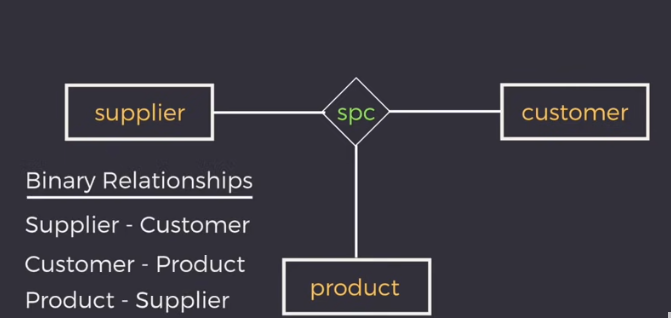 supplier
spc
customer
Binary Relationships
Supplier - Customer
Customer - Product
Product - Supplier
product